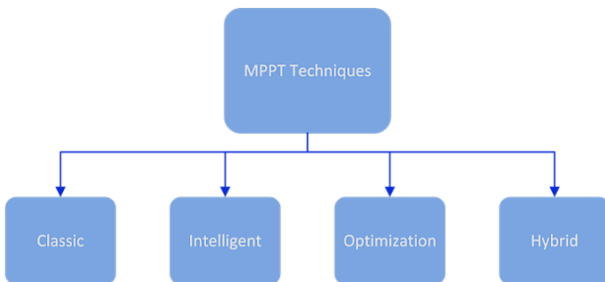 MPPT Techniques
Classic
Intelligent
Optimization
Hybrid